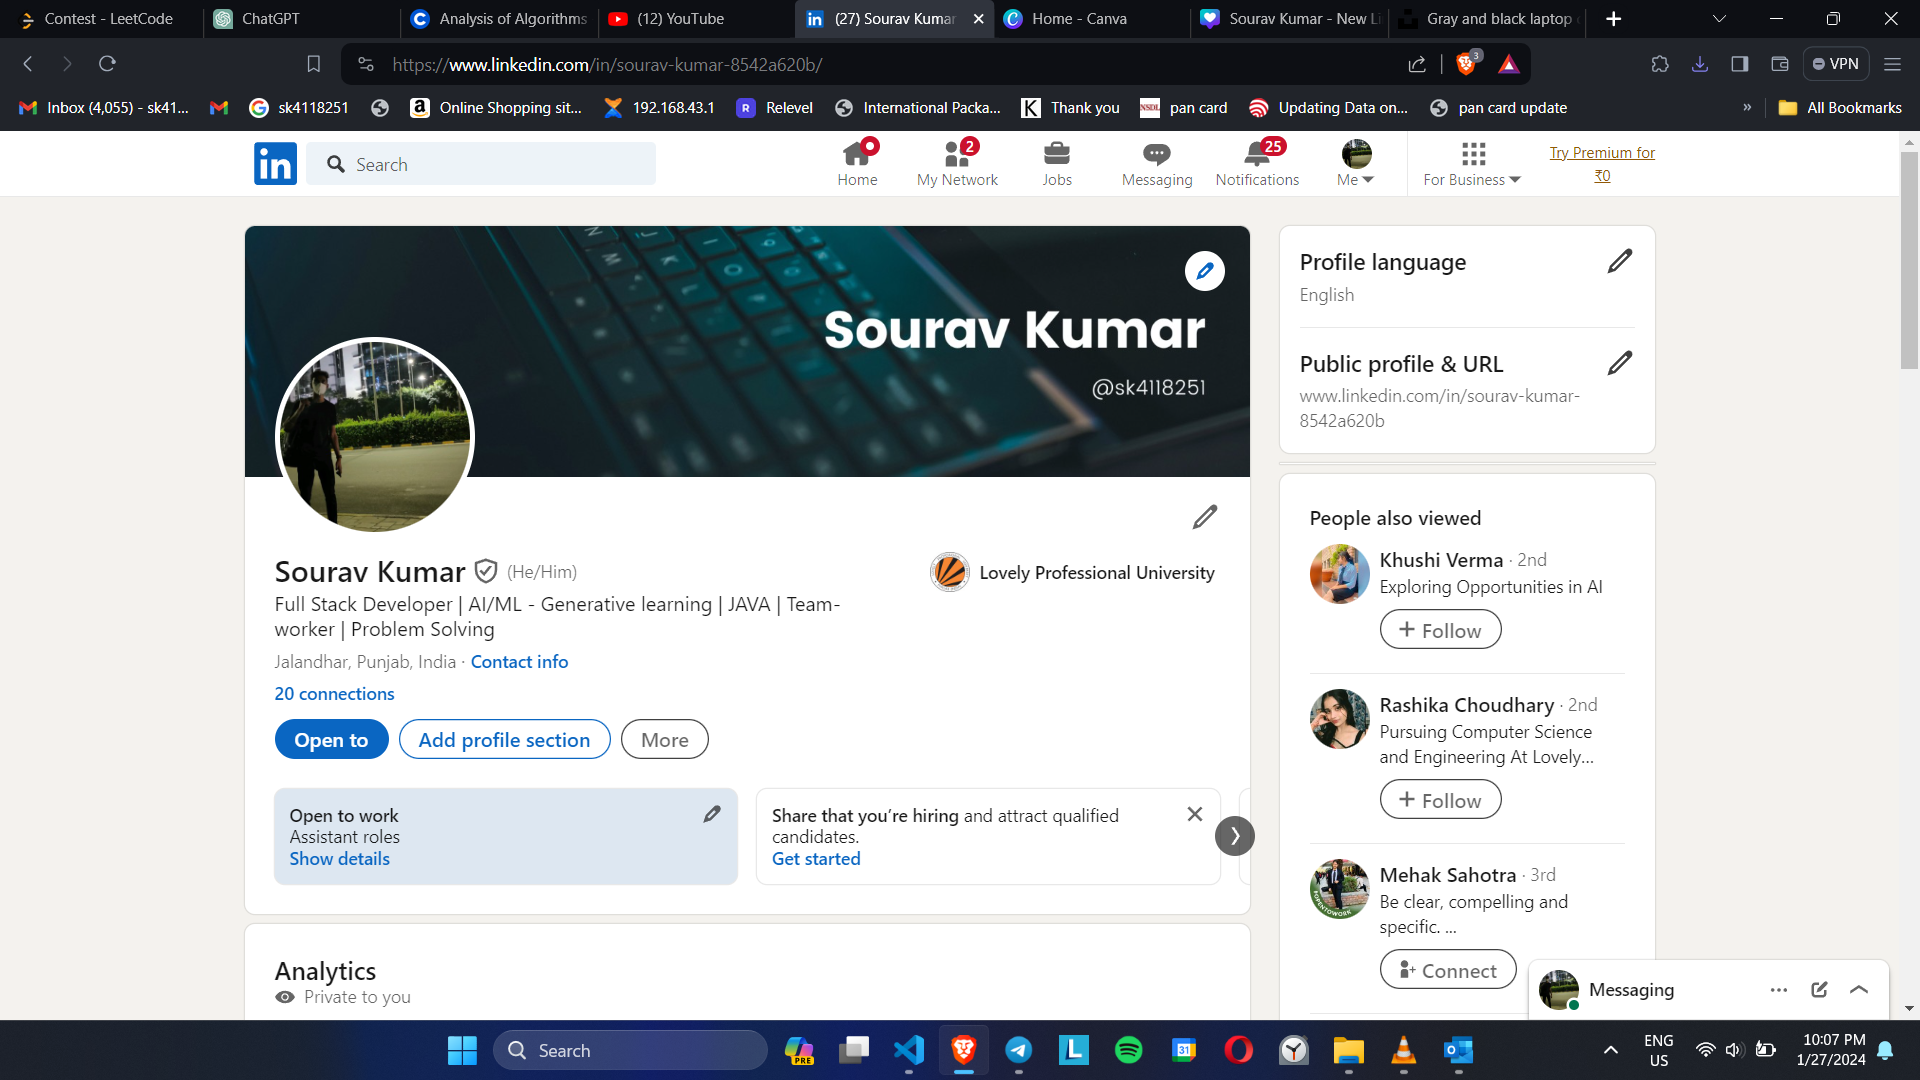 Contest - LeetCode
ChatGPT
Analysis of Algorithms
(12) YouTube
(27) Sourav Kumar
Home - Canva
Sourav Kumar - New Li
Gray and black laptop
https://www.linkedin.com/in/sourav-kumar-8542a620b/
3
VPN
Inbox (4,055) - sk41...
sk4118251
Online Shopping sit...
192.168.43.1
R
Relevel
International Packa...
K
Thank you
NSDL
pan card
Updating Data on...
pan card update
»
All Bookmarks
in
Search
Home
2
My Network
Jobs
Messaging
25
Notifications
Me
For Business
Try Premium for
₹0
Sourav Kumar
@sk4118251
Sourav Kumar (He/Him)
Full Stack Developer | AI/ML - Generative learning | JAVA | Team-
worker | Problem Solving
Jalandhar, Punjab, India · Contact info
20 connections
Lovely Professional University
Open to
Add profile section
More
Open to work
Assistant roles
Show details
Share that you’re hiring and attract qualified
candidates.
Get started
Analytics
Private to you
Profile language
English
Public profile & URL
www.linkedin.com/in/sourav-kumar-
8542a620b
People also viewed
Khushi Verma · 2nd
Exploring Opportunities in AI
+ Follow
Rashika Choudhary · 2nd
Pursuing Computer Science
and Engineering At Lovely...
+ Follow
Mehak Sahotra · 3rd
Be clear, compelling and
specific. ...
#OPENTOWORK
Connect
Messaging
Search
PRE
L
31
ENG
US
10:07 PM
1/27/2024